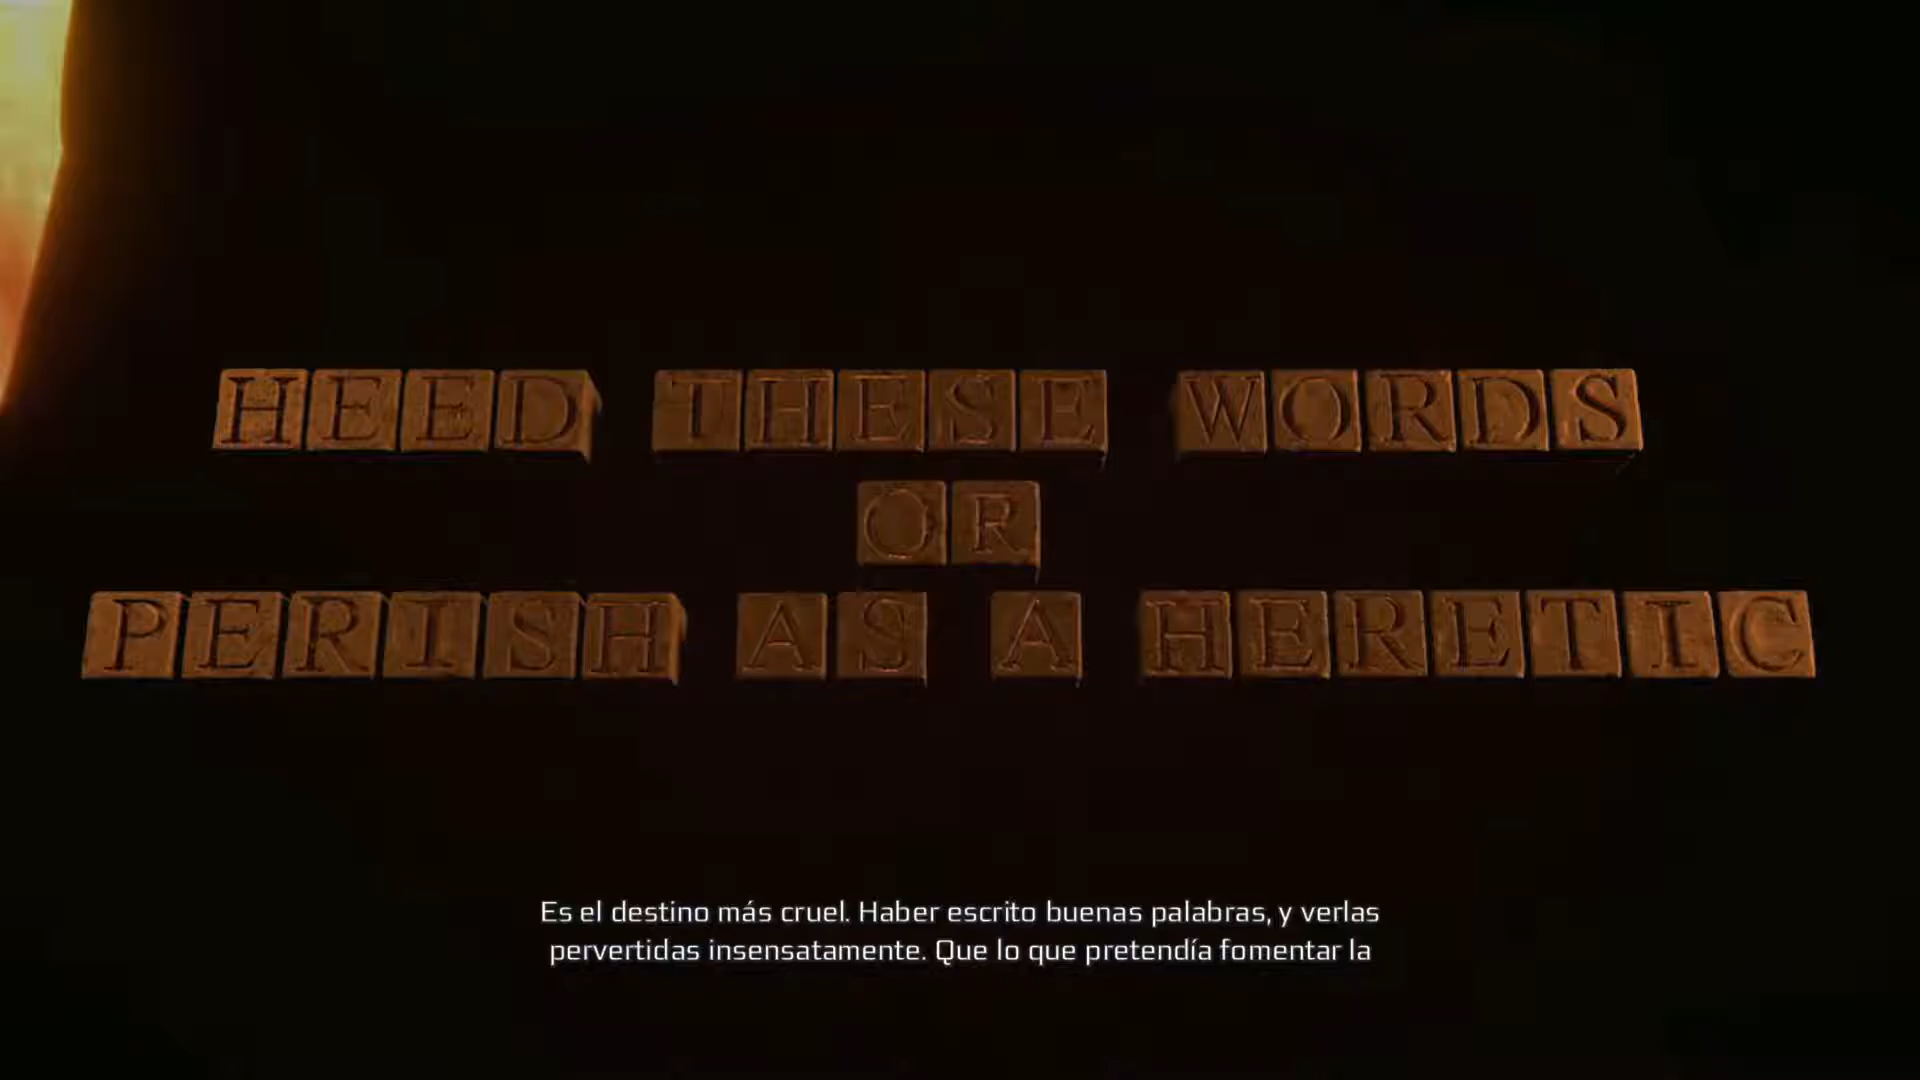 HEED THESE WORDS
OR
PERISH AS A HERETIC
Es el destino más cruel. Haber escrito buenas palabras, y verlas
pervertidas insensatamente. Que lo que pretendía fomentar la